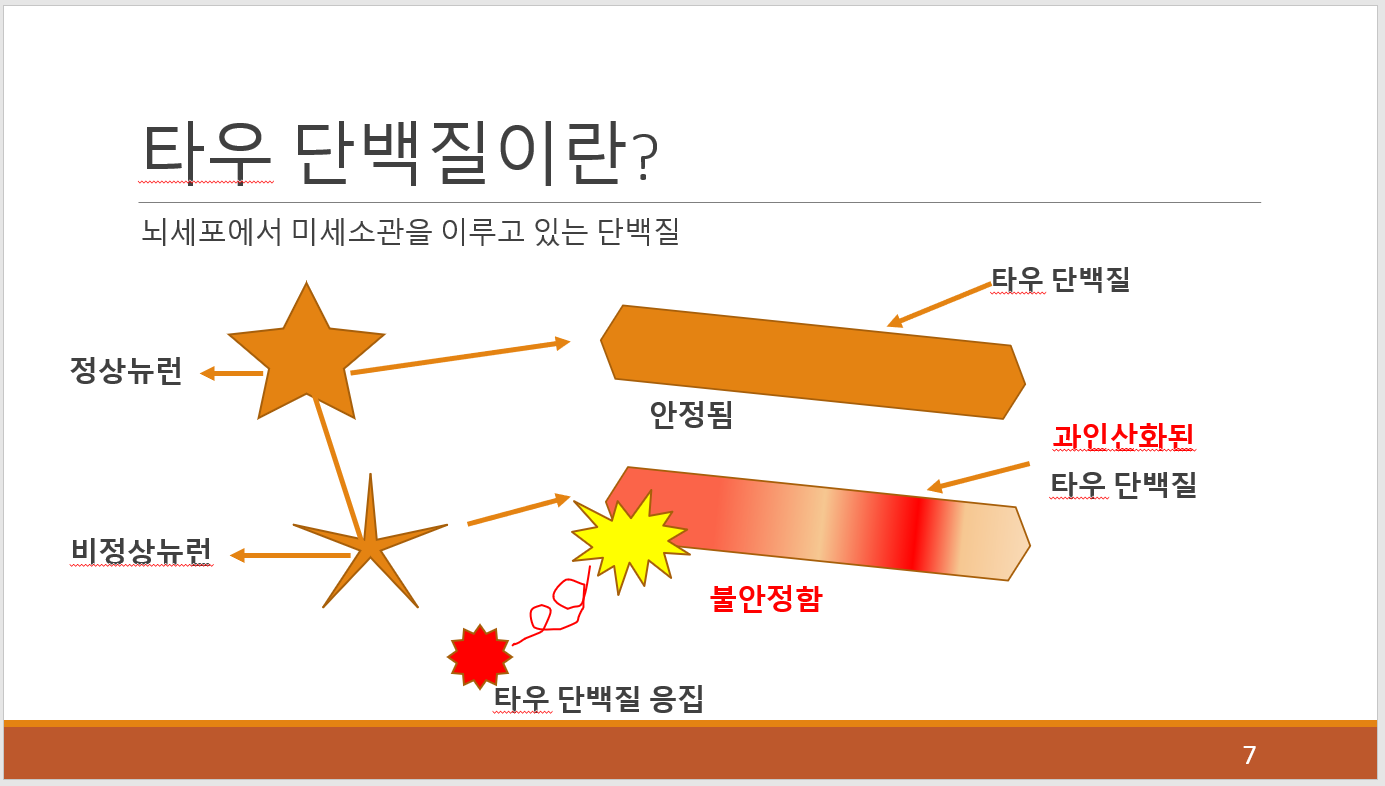 타우 단백질이란?
뇌세포에서 미세소관을 이루고 있는 단백질
타우 단백질
정상뉴런
안정됨
과인산화된
타우 단백질
비정상뉴런
불안정함
타우 단백질 응집
7